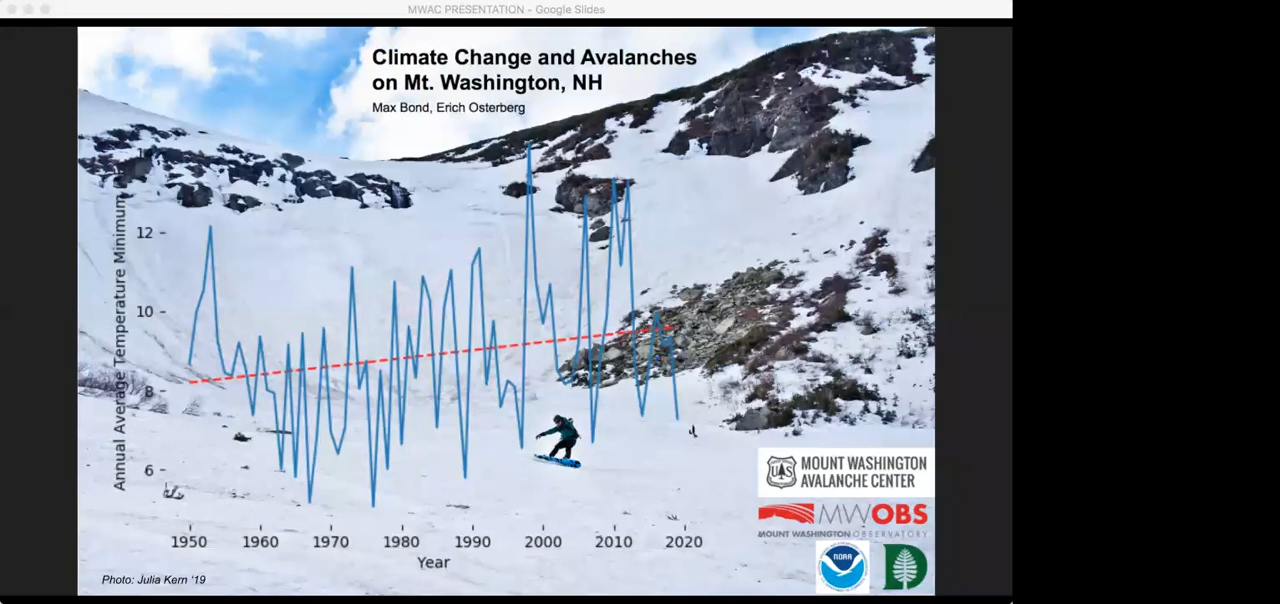 MWAC PRESENTATION - Google Slides
Climate Change and Avalanches
on Mt. Washington, NH
Max Bond, Erich Osterberg
Annual Average Temperature Minimum
12
10
8
6
1950 1960 1970 1980 1990 2000 2010 2020
Year
MOUNT WASHINGTON
AVALANCHE CENTER
MWOBS
MOUNT WASHINGTON OBSERVATORY
NOAA
Photo: Julia Kern '19